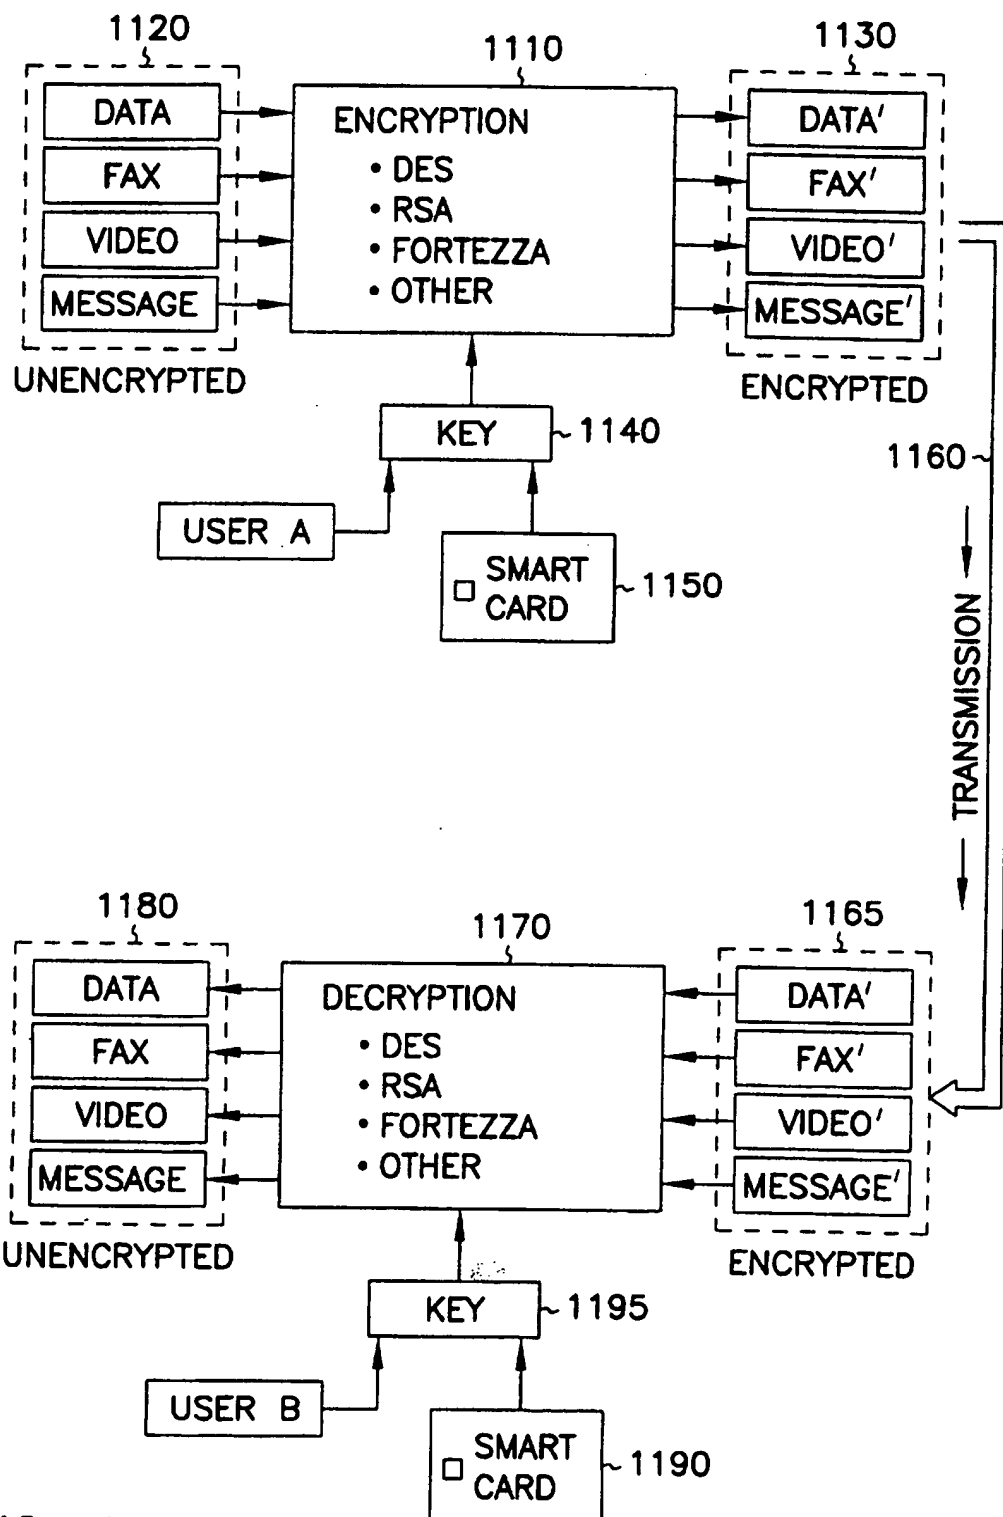 1120
1110
1130
DATA
FAX
VIDEO
MESSAGE
UNENCRYPTED
ENCRYPTION
• DES
• RSA
• FORTEZZA
• OTHER
DATA'
FAX'
VIDEO'
MESSAGE'
ENCRYPTED
KEY
1140
USER A
SMART
CARD
1150
1160
TRANSMISSION
1180
1170
1165
DATA
FAX
VIDEO
MESSAGE
UNENCRYPTED
DECRYPTION
• DES
• RSA
• FORTEZZA
• OTHER
DATA'
FAX'
VIDEO'
MESSAGE'
ENCRYPTED
KEY
1195
USER B
SMART
CARD
1190